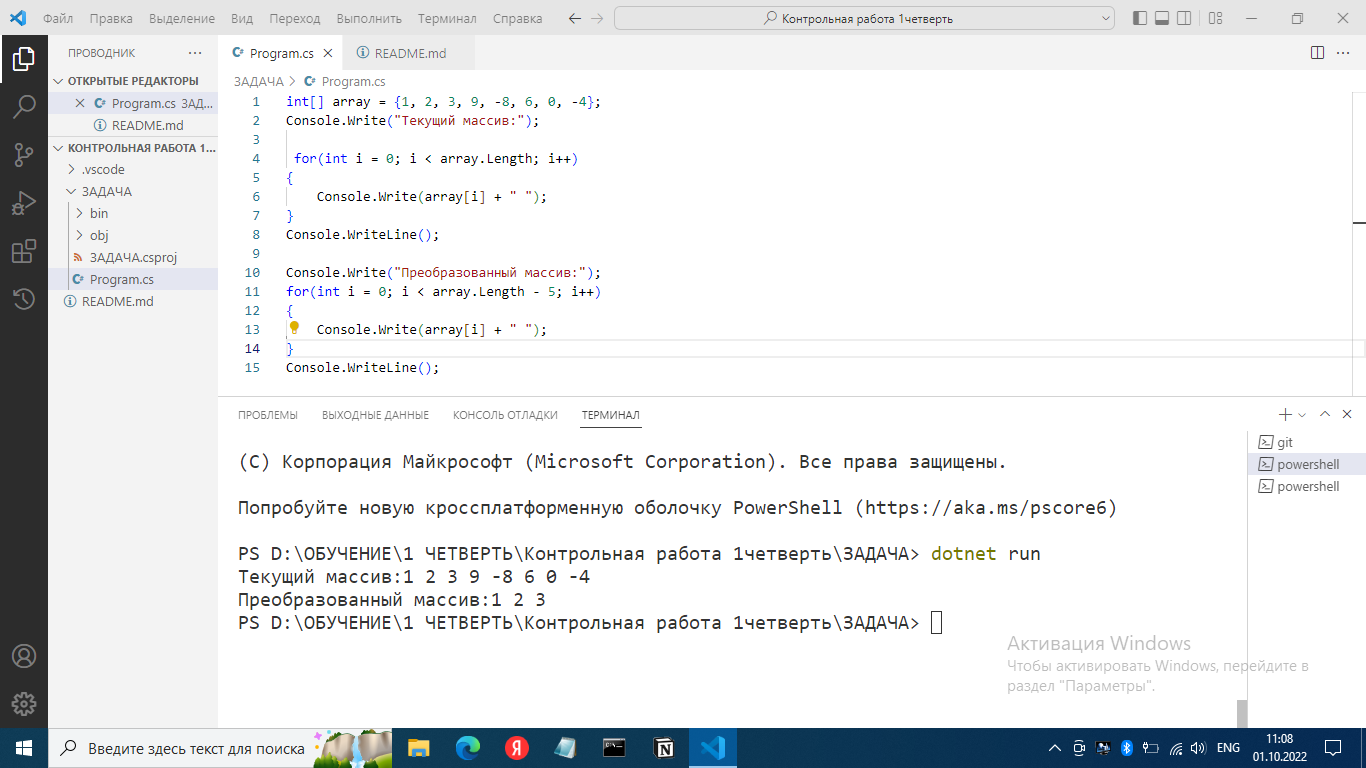 Файл Правка Выделение Вид Переход Выполнить Терминал Справка Контрольная работа 1четверть
ПРОВОДНИК
ОТКРЫТЫЕ РЕДАКТОРЫ
Program.cs ЗАД...
README.md
КОНТРОЛЬНАЯ РАБОТА 1...
.vscode
ЗАДАЧА
bin
obj
ЗАДАЧА.csproj
Program.cs
README.md
Program.cs README.md
ЗАДАЧА Program.cs
1 int[] array = {1, 2, 3, 9, -8, 6, 0, -4};
2 Console.Write("Текущий массив:");
3
4 for(int i = 0; i < array.Length; i++)
5 {
6 Console.Write(array[i] + " ");
7 }
8 Console.WriteLine();
9
10 Console.Write("Преобразованный массив:");
11 for(int i = 0; i < array.Length - 5; i++)
12 {
13 Console.Write(array[i] + " ");
14 }
15 Console.WriteLine();
ПРОБЛЕМЫ ВЫХОДНЫЕ ДАННЫЕ КОНСОЛЬ ОТЛАДКИ ТЕРМИНАЛ
(C) Корпорация Майкрософт (Microsoft Corporation). Все права защищены.
Попробуйте новую кроссплатформенную оболочку PowerShell (https://aka.ms/pscore6)
PS D:\ОБУЧЕНИЕ\1 ЧЕТВЕРТЬ\Контрольная работа 1четверть\ЗАДАЧА> dotnet run
Текущий массив:1 2 3 9 -8 6 0 -4
Преобразованный массив:1 2 3
PS D:\ОБУЧЕНИЕ\1 ЧЕТВЕРТЬ\Контрольная работа 1четверть\ЗАДАЧА>
git
powershell
powershell
Активация Windows
Чтобы активировать Windows, перейдите в
раздел "Параметры".
Введите здесь текст для поиска
ENG
11:08
01.10.2022